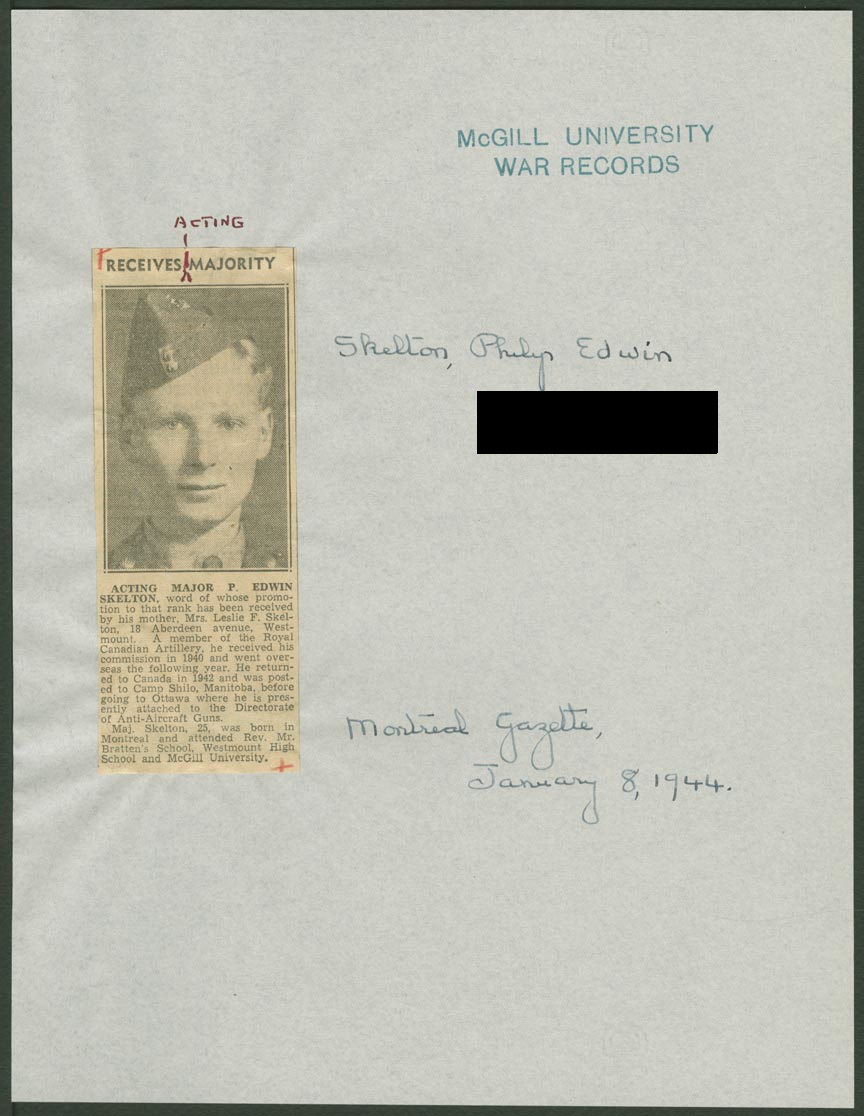 McGILL UNIVERSITY
WAR RECORDS
ACTING
RECEIVES MAJORITY
Skelton, Philip Edwin
ACTING MAJOR P. EDWIN
SKELTON, word of whose promo-
tion to that rank has been received
by his mother, Mrs. Leslie F. Skel-
ton, 18 Aberdeen avenue, West-
mount. A member of the Royal
Canadian Artillery, he received his
commission in 1940 and went over-
seas the following year. He return-
ed to Canada in 1942 and was post-
ed to Camp Shilo, Manitoba, before
going to Ottawa where he is pres-
ently attached to the Directorate
of Anti-Aircraft Guns.
Maj. Skelton, 25, was born in
Montreal and attended Rev. Mr.
Bratten's School, Westmount High
School and McGill University.
Montreal Gazette,
January 8, 1944.